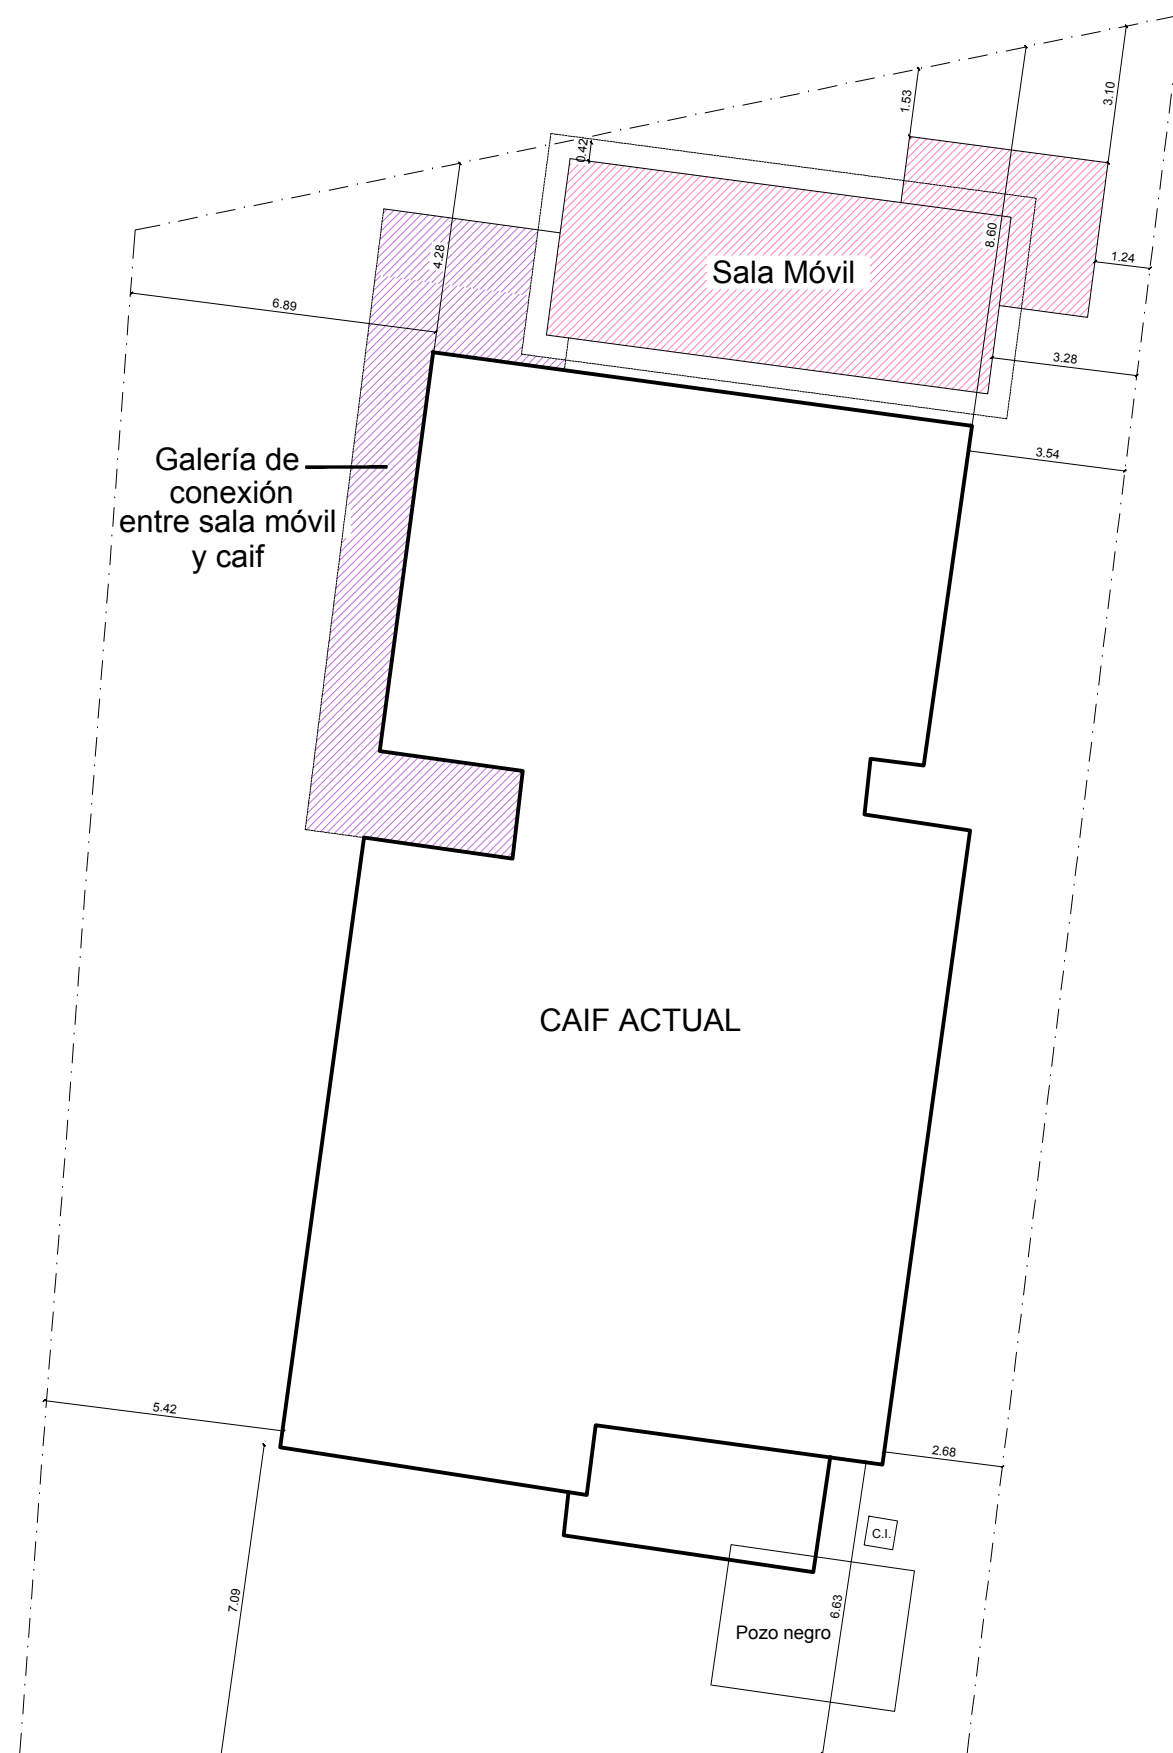 3.10
1.53
0.42
8.60
4.28
1.24
Sala Móvil
6.89
3.28
3.54
Galería de
conexión
entre sala móvil
y caif
CAIF ACTUAL
5.42
2.68
C.I.
7.09
6.63
Pozo negro